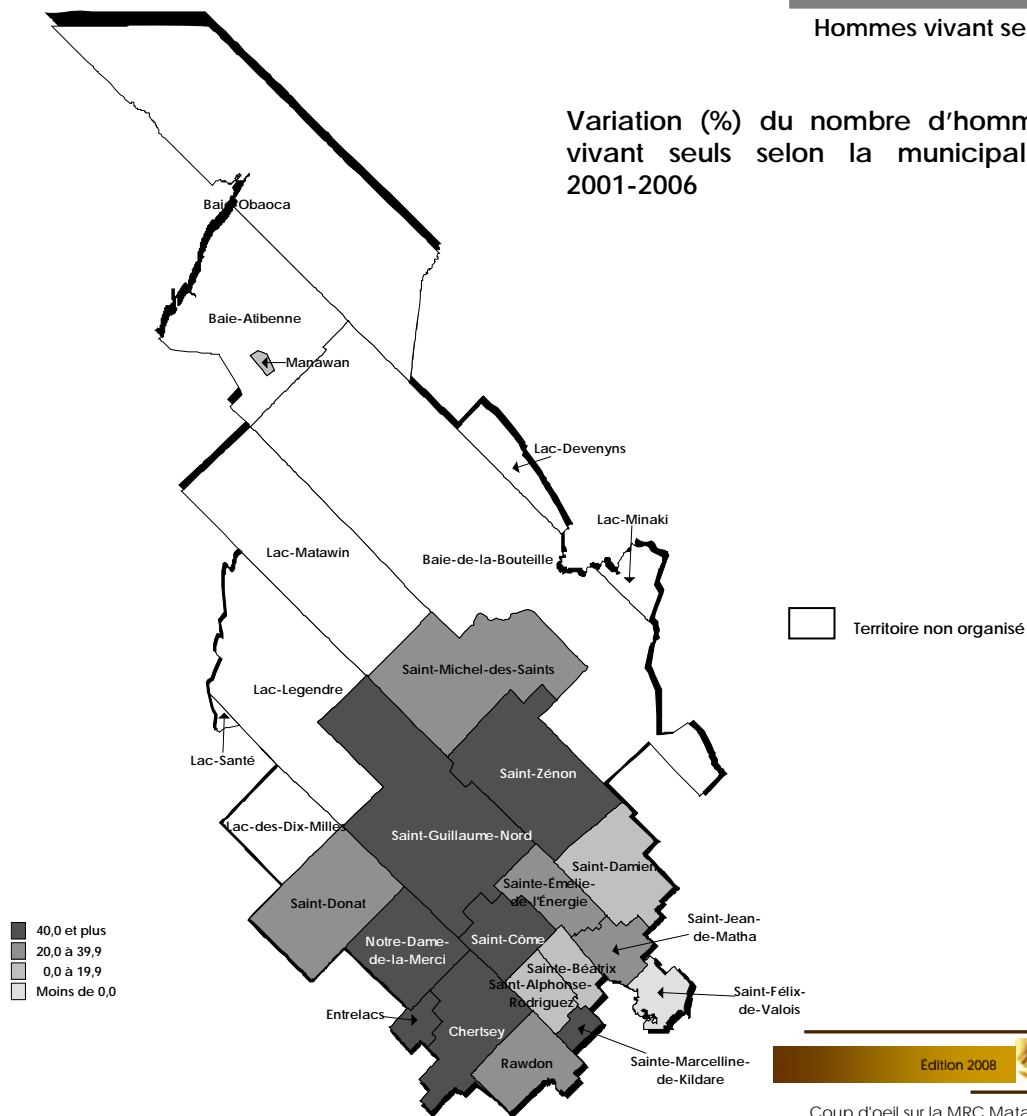 Hommes vivant se
Variation (%) du nombre d'homm
vivant seuls selon la municipal
2001-2006
Baie-Obaoca
Baie-Atibenne
Manawan
Lac-Devenyns
Lac-Minaki
Lac-Matawin
Baie-de-la-Bouteille
Territoire non organisé
Saint-Michel-des-Saints
Lac-Legendre
Lac-Santé
Saint-Zénon
Lac-des-Dix-Milles
Saint-Guillaume-Nord
Saint-Damien
Sainte-Émélie-
de-l'Énergie
Saint-Donat
Saint-Jean-
de-Matha
40,0 et plus
20,0 à 39,9
0,0 à 19,9
Moins de 0,0
Notre-Dame-
de-la-Merci
Saint-Côme
Sainte-Béatrix
Saint-Alphonse-
Rodriguez
Saint-Félix-
de-Valois
Entrelacs
Chertsey
Rawdon
Sainte-Marcelline-
de-Kildare
Édition 2008
Coup d'oeil sur la MRC Mata